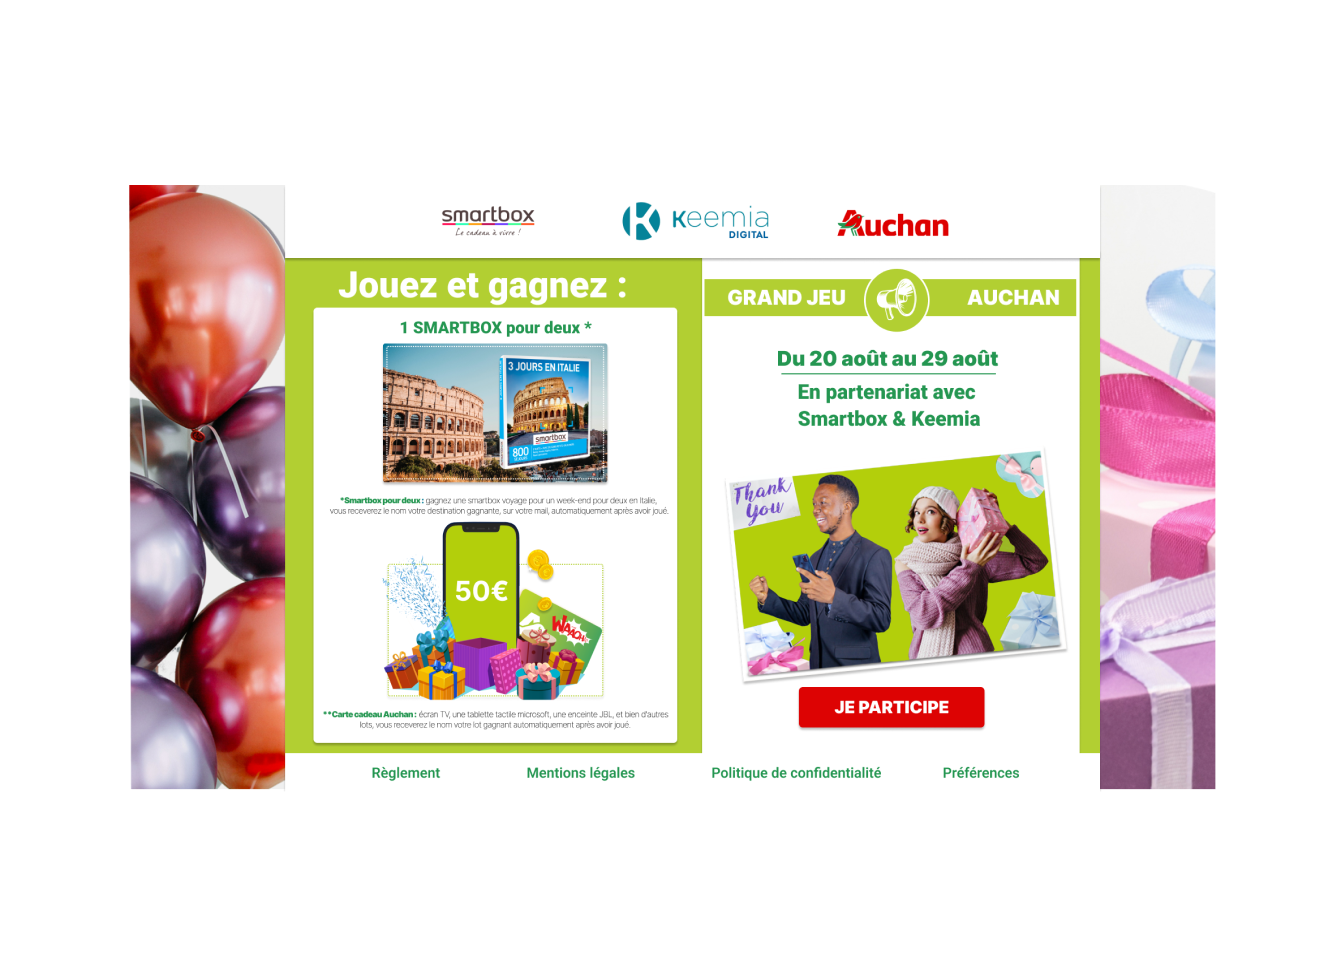 smartbox
Le cadeau à vivre !
Keemia
DIGITAL
Auchan
Jouez et gagnez :
1 SMARTBOX pour deux *
3 JOURS EN ITALIE
smartbox
800
*Smartbox pour deux : gagnez une smartbox voyage pour un week-end pour deux en Italie,
vous receverez le nom votre destination gagnante, sur votre mail, automatiquement après avoir joué.
50€
WAAOH!
**Carte cadeau Auchan : écran TV, une tablette tactile microsoft, une enceinte JBL, et bien d'autres
lots, vous receverez le nom votre lot gagnant automatiquement après avoir joué.
GRAND JEU AUCHAN
Du 20 août au 29 août
En partenariat avec
Smartbox & Keemia
Thank
You
JE PARTICIPE
Règlement Mentions légales Politique de confidentialité Préférences